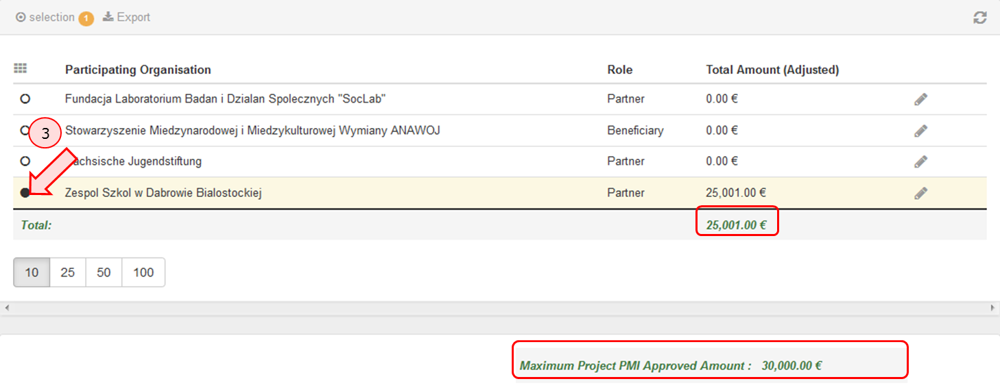 selection 1 Export
Participating Organisation Role Total Amount (Adjusted)
Fundacja Laboratorium Badan i Dzialan Spolecznych "SocLab" Partner 0.00 €
3 Stowarzyszenie Miedzynarodowej i Miedzykulturowej Wymiany ANAWOJ Beneficiary 0.00 €
Jugendstiftung Partner 0.00 €
Zespol Szkol w Dabrowie Bialostockiej Partner 25,001.00 €
Total: 25,001.00 €
10 25 50 100
Maximum Project PMI Approved Amount : 30,000.00 €